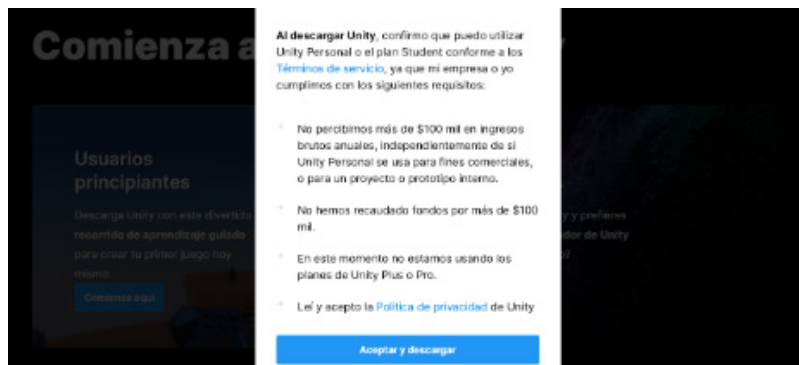 Comienza a
Al descargar Unity, confirmo que puedo utilizar
Unity Personal o el plan Student conforme a los
Términos de servicio, ya que mi empresa o yo
cumplimos con los siguientes requisitos:
No percibimos más de $100 mil en ingresos
brutos anuales, independientemente de si
Unity Personal se usa para fines comerciales,
o para un proyecto o prototipo interno.
No hemos recaudado fondos por más de $100
mil.
En este momento no estamos usando los
planes de Unity Plus o Pro.
Leí y acepto la Política de privacidad de Unity
Aceptar y descargar
Usuarios
principiantes
Descarga Unity con este divertido
recorrido de aprendizaje guiado
para crear tu primer juego hoy
mismo.
Comienza aquí
y y prefieres
dor de Unity
o?